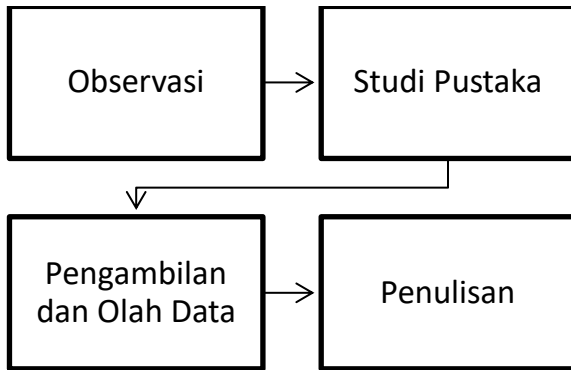 Observasi
Studi Pustaka
Pengambilan
dan Olah Data
Penulisan